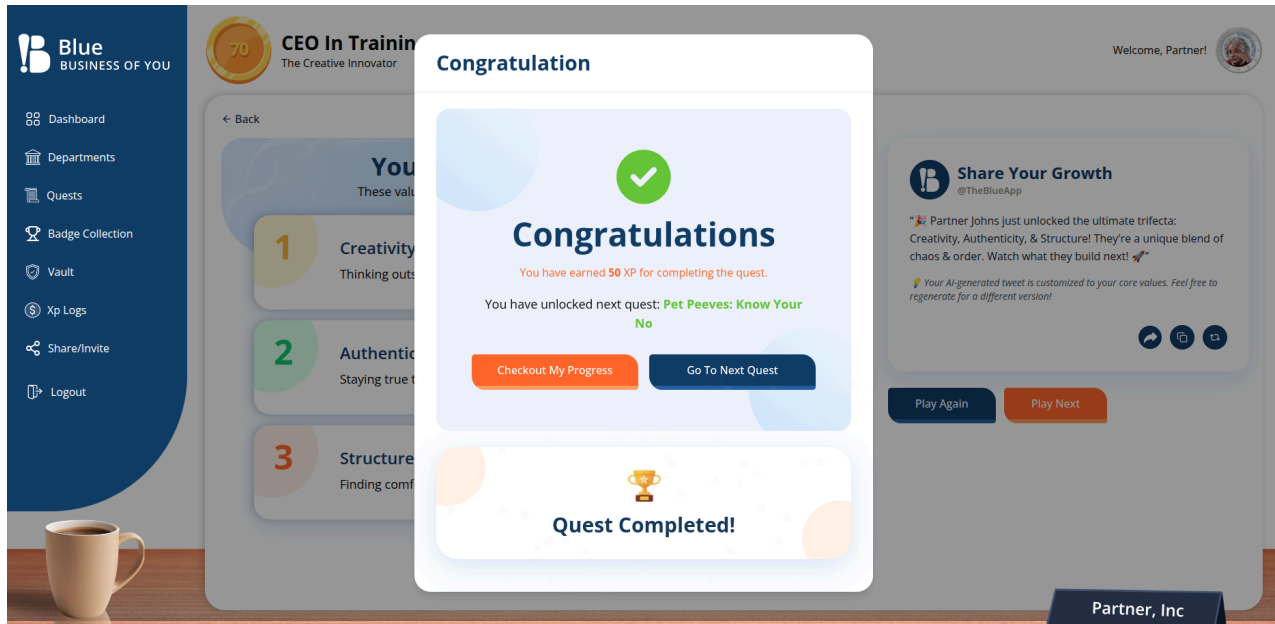 Blue
BUSINESS OF YOU
Dashboard
Departments
Quests
Badge Collection
Vault
Xp Logs
Share/Invite
Logout
70
CEO In Trainin
The Creative Innovator
Welcome, Partner!
← Back
You
These valu
1
Creativity
Thinking outs
2
Authentic
Staying true t
3
Structure
Finding comf
Congratulation
Congratulations
You have earned 50 XP for completing the quest.
You have unlocked next quest: Pet Peeves: Know Your
No
Checkout My Progress
Go To Next Quest
Quest Completed!
Share Your Growth
@TheBlueApp
"🎉 Partner Johns just unlocked the ultimate trifecta:
Creativity, Authenticity, & Structure! They're a unique blend of
chaos & order. Watch what they build next! 🚀"
💡 Your AI-generated tweet is customized to your core values. Feel free to
regenerate for a different version!
Play Again
Play Next
Partner, Inc